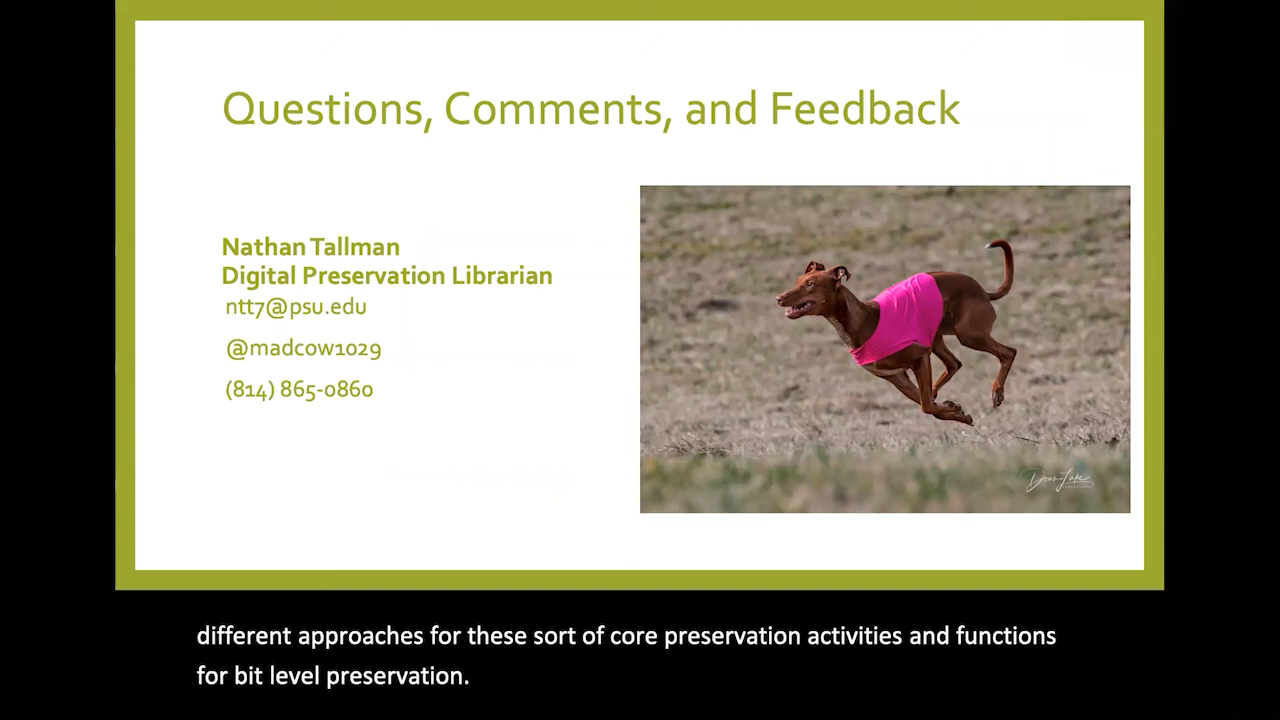 Questions, Comments, and Feedback
Nathan Tallman
Digital Preservation Librarian
ntt7@psu.edu
@madcow1029
(814) 865-0860
different approaches for these sort of core preservation activities and functions
for bit level preservation.